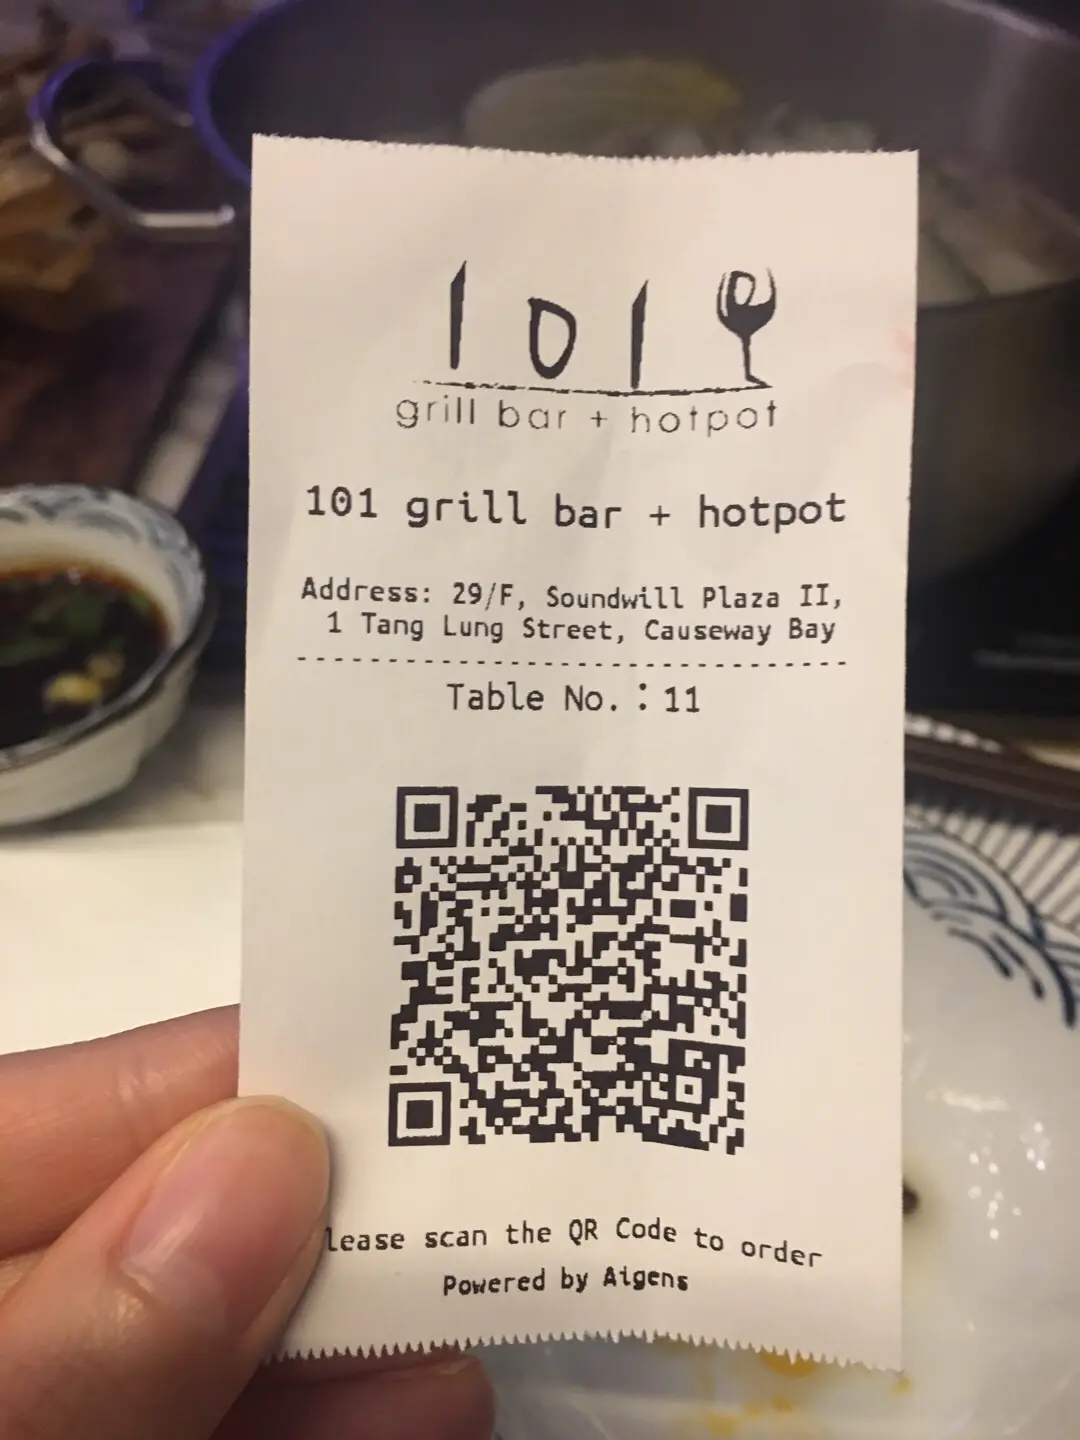 101
grill bar + hotpot
101 grill bar + hotpot
Address: 29/F, Soundwill Plaza II,
1 Tang Lung Street, Causeway Bay
Table No.：11
lease scan the QR Code to order
Powered by Aigens